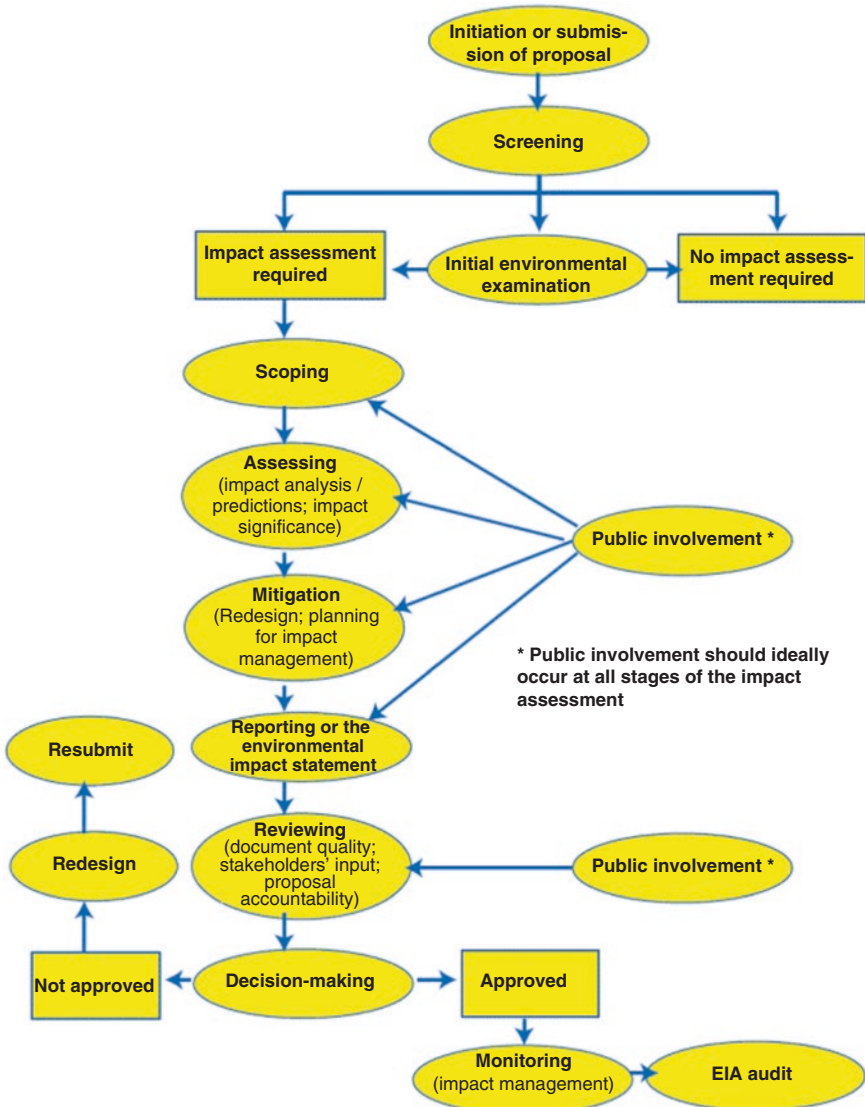 Initiation or submis-
sion of proposal
Screening
Impact assessment
required
Initial environmental
examination
No impact assess-
ment required
Scoping
Assessing
(impact analysis /
predictions; impact
significance)
Public involvement *
Mitigation
(Redesign; planning
for impact
management)
* Public involvement should ideally
occur at all stages of the impact
assessment
Reporting or the
environmental
impact statement
Resubmit
Reviewing
(document quality;
stakeholders’ input;
proposal
accountability)
Redesign
Public involvement *
Not approved
Decision-making
Approved
Monitoring
(impact management)
EIA audit